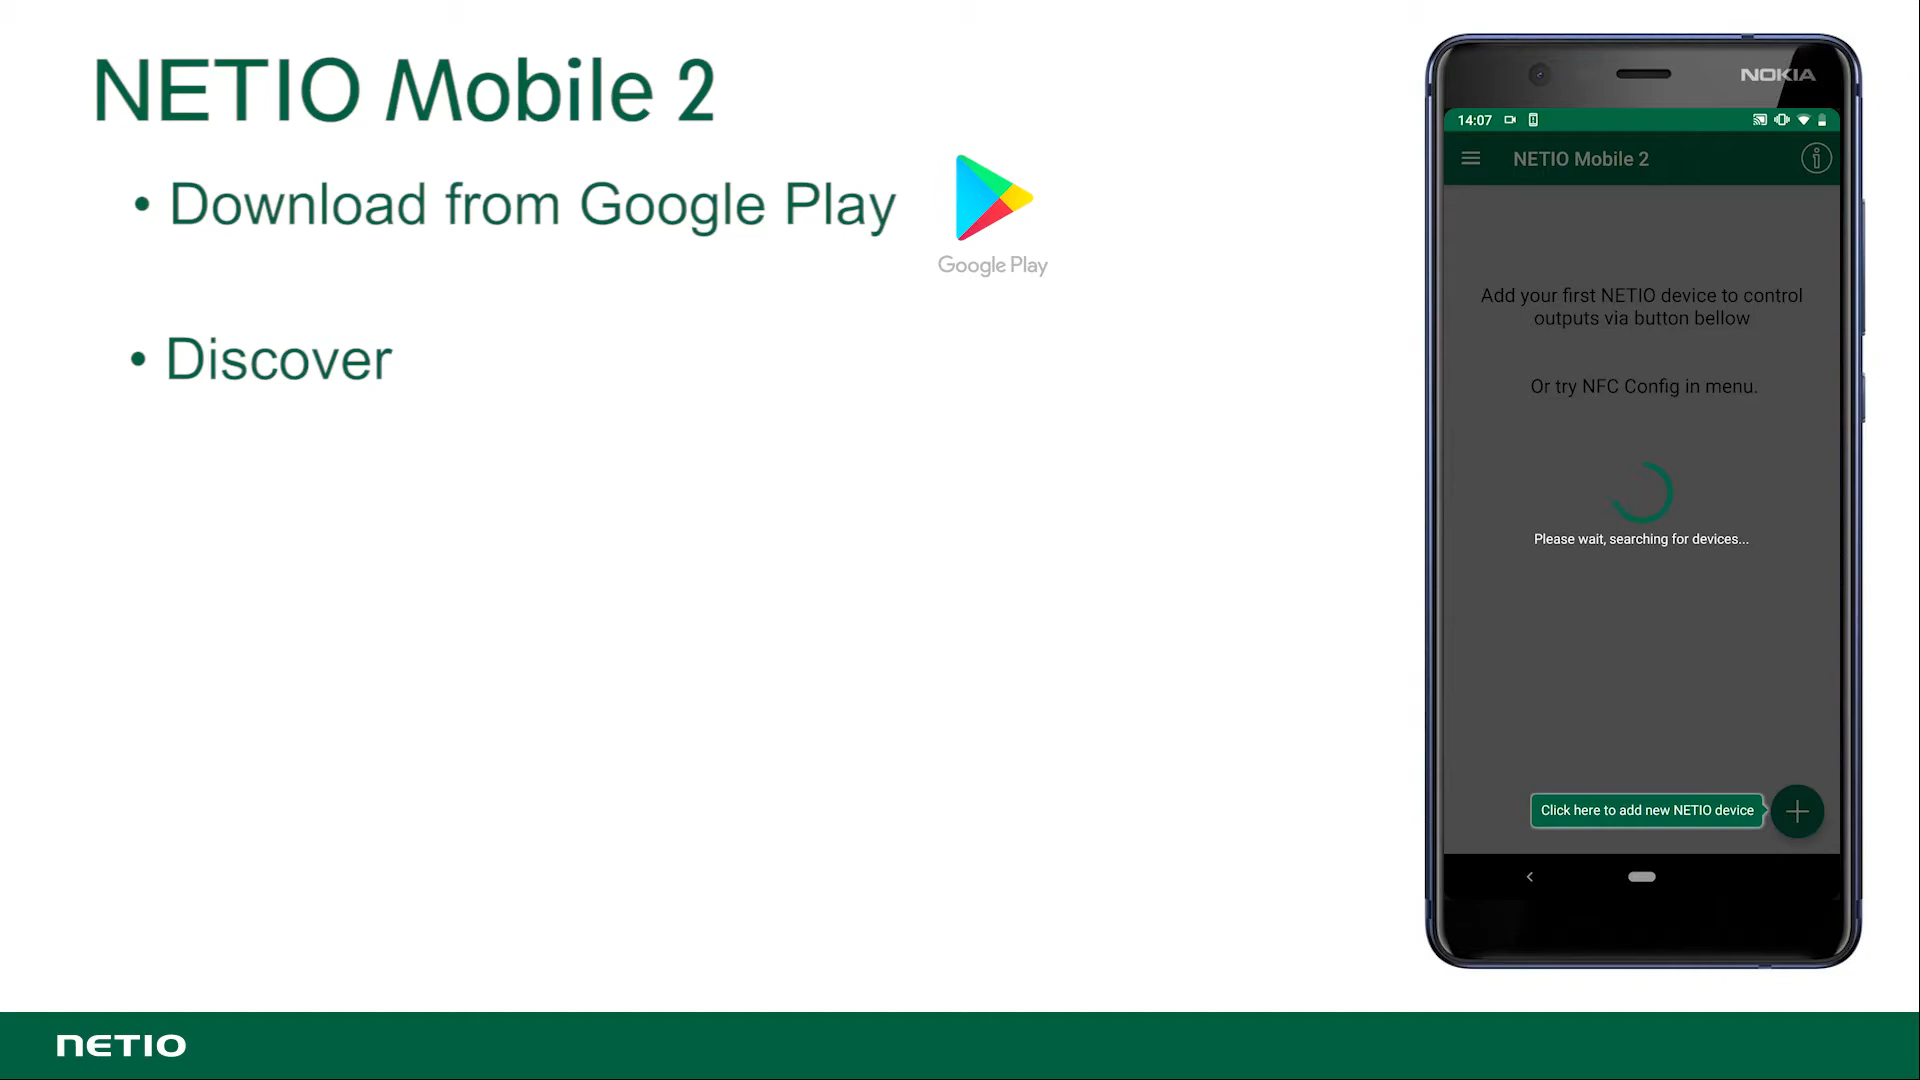 NETIO Mobile 2
• Download from Google Play
Google Play
• Discover
NOKIA
14:07
NETIO Mobile 2
Add your first NETIO device to control
outputs via button bellow
Or try NFC Config in menu.
Please wait, searching for devices...
Click here to add new NETIO device
NETIO